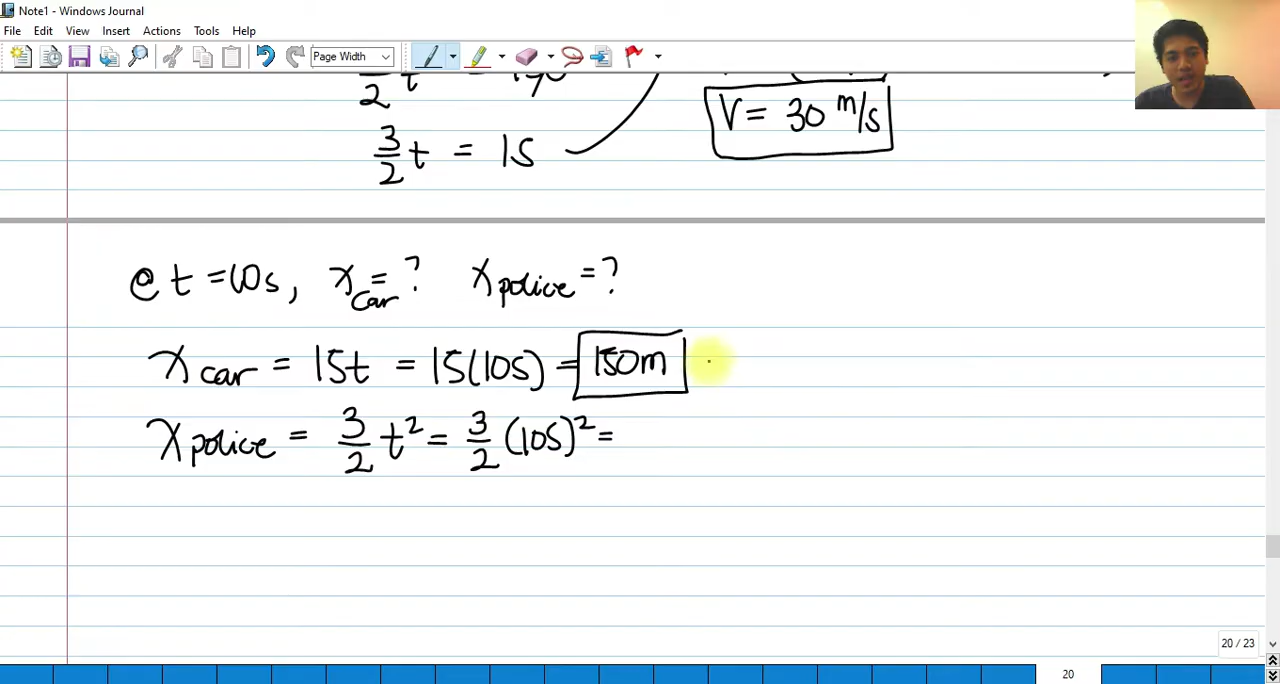 Note1 - Windows Journal
File Edit View Insert Actions Tools Help
Page Width
3/2 t = 15
V = 30 m/s
@ t = 10s, x car = ? x police = ?
x car = 15t = 15(10s) = 150m
x police = 3/2 t² = 3/2 (10s)² =
20 / 23
20